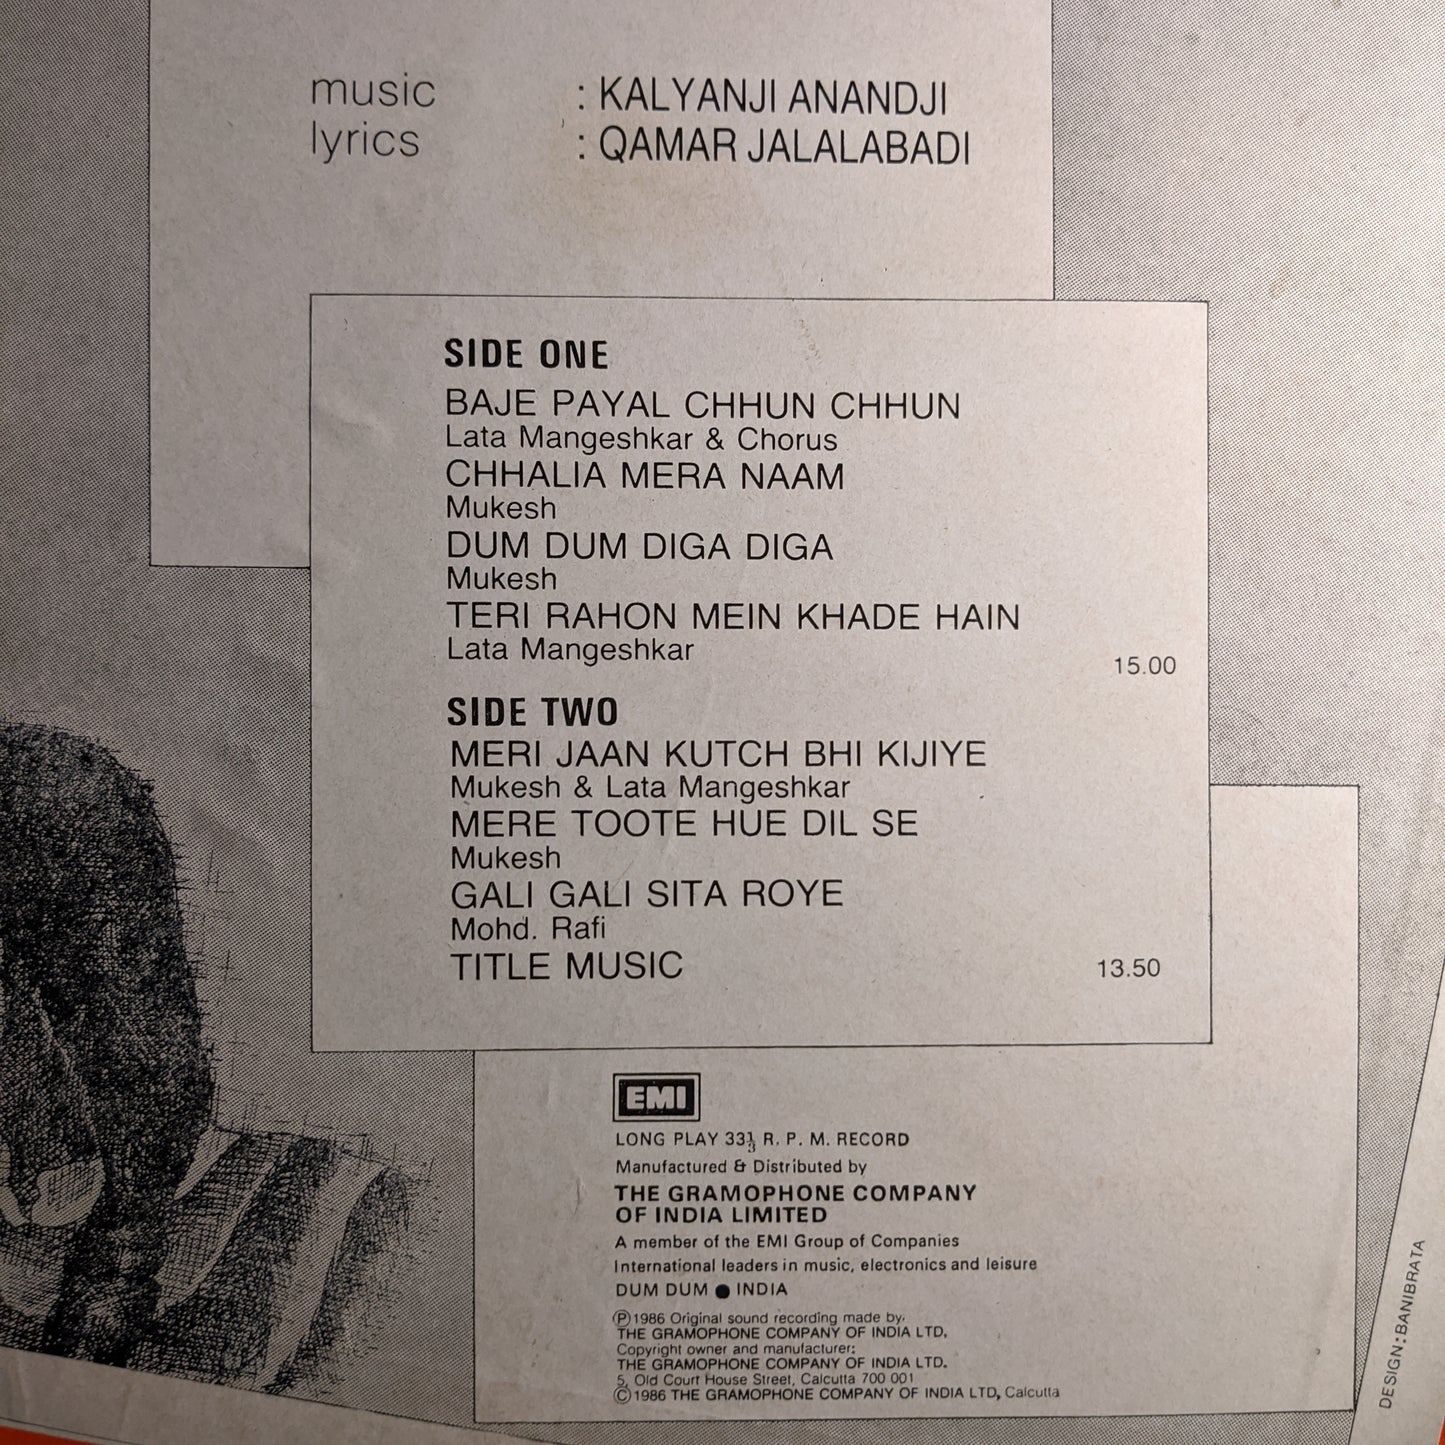 music : KALYANJI ANANDJI
lyrics : QAMAR JALALABADI
SIDE ONE
BAJE PAYAL CHHUN CHHUN
Lata Mangeshkar & Chorus
CHHALIA MERA NAAM
Mukesh
DUM DUM DIGA DIGA
Mukesh
TERI RAHON MEIN KHADE HAIN
Lata Mangeshkar
15.00
SIDE TWO
MERI JAAN KUTCH BHI KIJIYE
Mukesh & Lata Mangeshkar
MERE TOOTE HUE DIL SE
Mukesh
GALI GALI SITA ROYE
Mohd. Rafi
TITLE MUSIC 13.50
EMI
LONG PLAY 33⅓ R. P. M. RECORD
Manufactured & Distributed by
THE GRAMOPHONE COMPANY
OF INDIA LIMITED
A member of the EMI Group of Companies
International leaders in music, electronics and leisure
DUM DUM ● INDIA
Ⓟ1986 Original sound recording made by.
THE GRAMOPHONE COMPANY OF INDIA LTD.
Copyright owner and manufacturer:
THE GRAMOPHONE COMPANY OF INDIA LTD.
5, Old Court House Street, Calcutta 700 001
Ⓒ1986 THE GRAMOPHONE COMPANY OF INDIA LTD, Calcutta
DESIGN: BANIBRATA